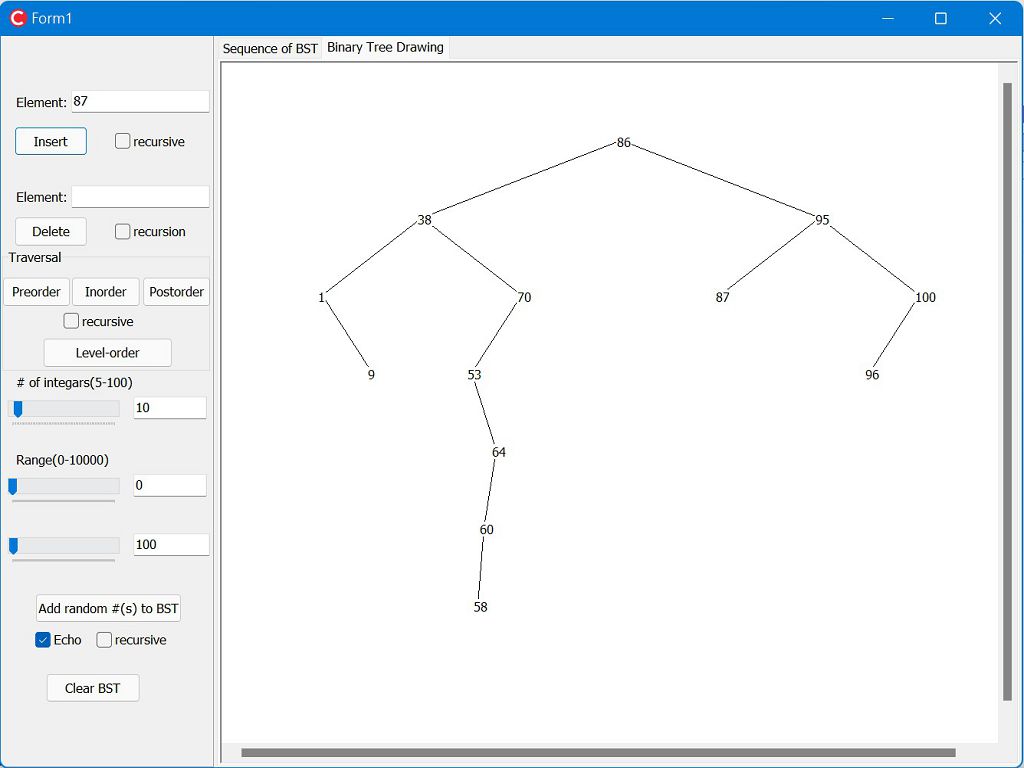 Form1
Sequence of BST Binary Tree Drawing
Element: 87
Insert recursive
Element:
Delete recursion
Traversal
Preorder Inorder Postorder
recursive
Level-order
# of integars(5-100)
10
Range(0-10000)
0
100
Add random #(s) to BST
Echo recursive
Clear BST
86
38 95
1 70 87 100
9 53 96
64
60
58